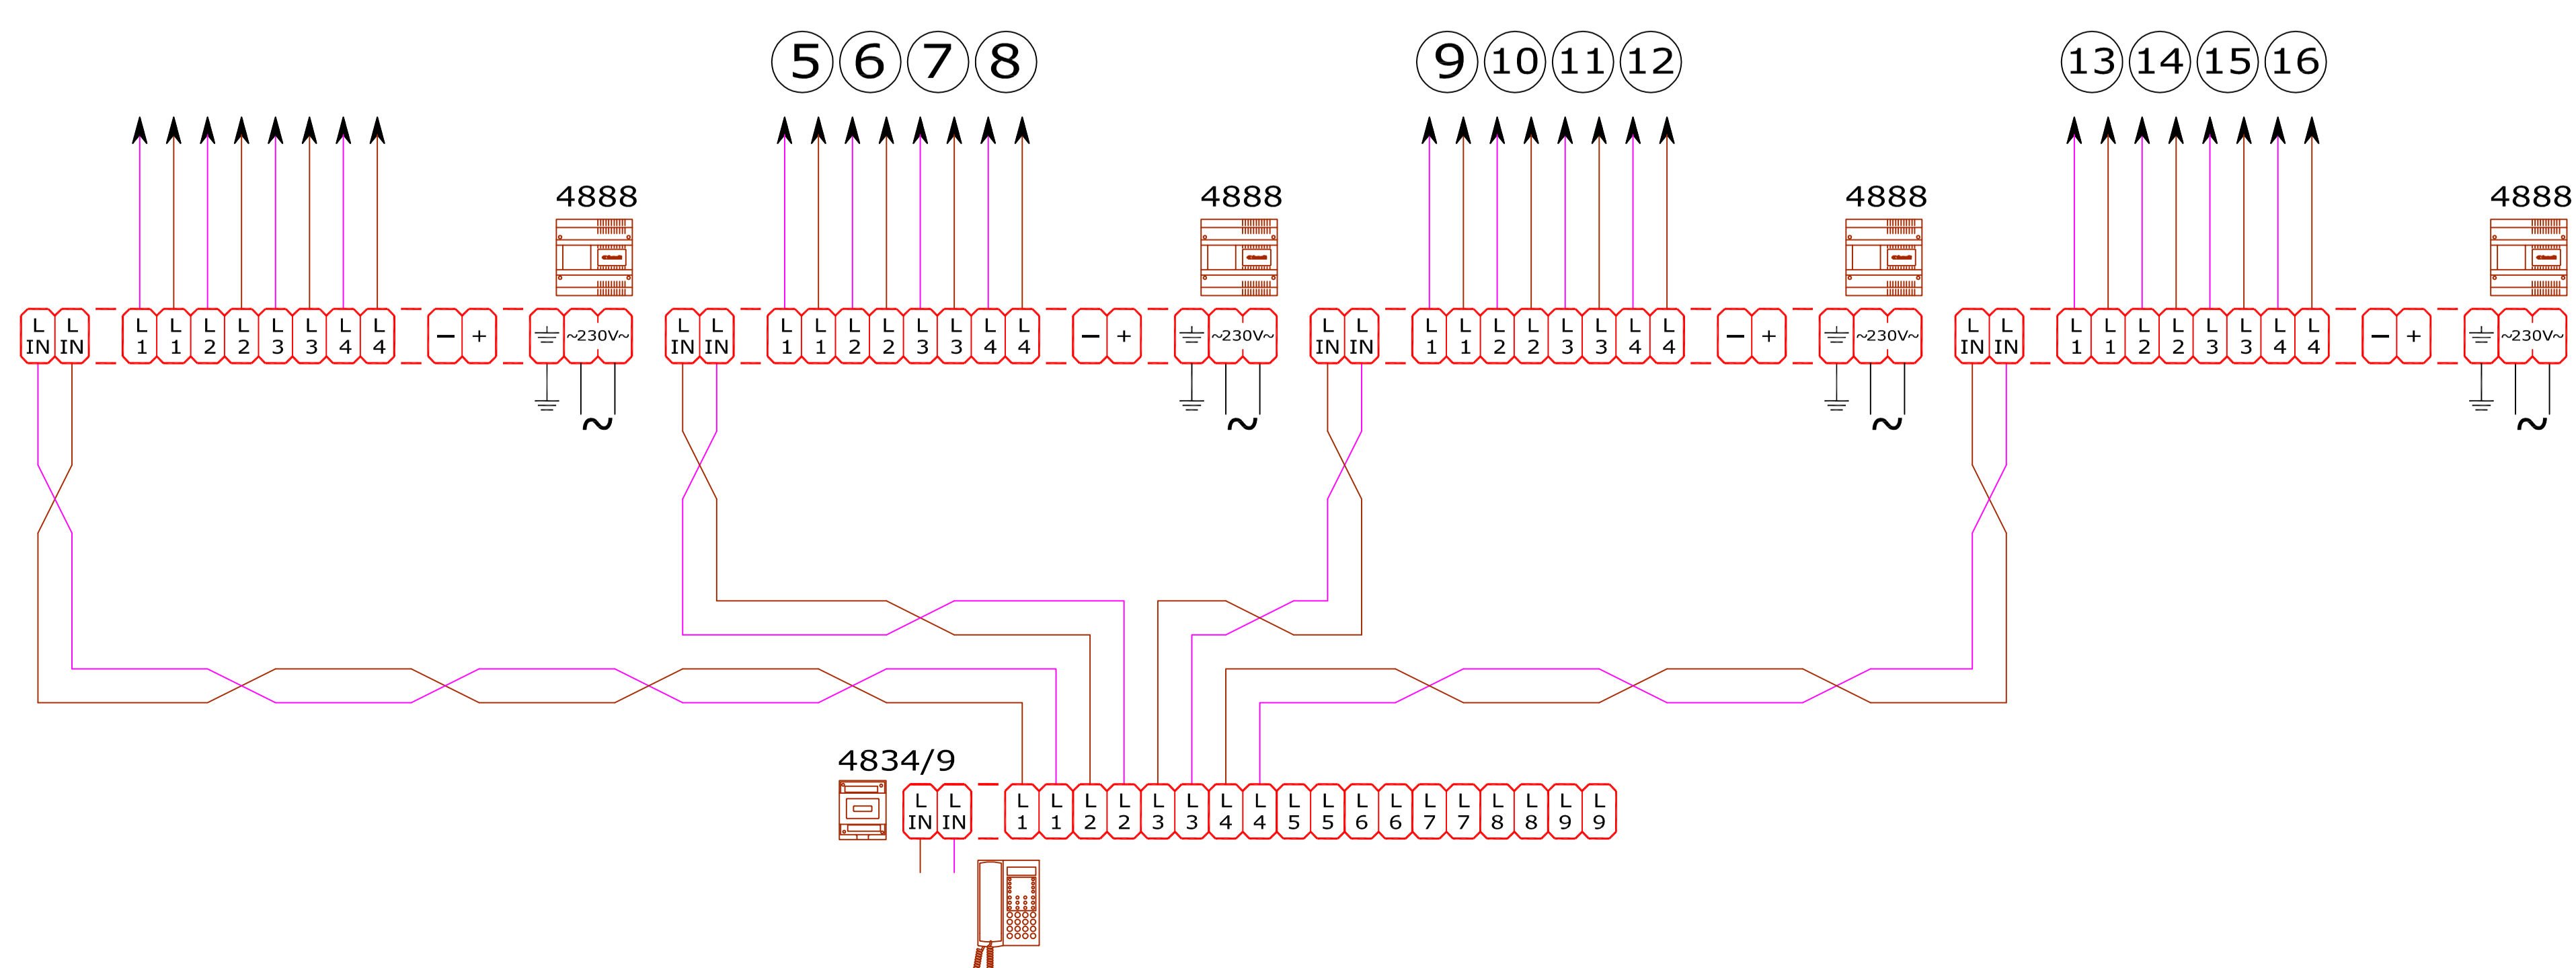 5 6 7 8 9 10 11 12 13 14 15 16
4888 4888 4888 4888
L L L L L L L L L L L L L L L L L L L L L L L L L L L L L L L L L L L L L L L L
IN IN 1 1 2 2 3 3 4 4 − + ~230V~ IN IN 1 1 2 2 3 3 4 4 − + ~230V~ IN IN 1 1 2 2 3 3 4 4 − + ~230V~ IN IN 1 1 2 2 3 3 4 4 − + ~230V~
~ ~ ~ ~
4834/9
L L L L L L L L L L L L L L L L L L L L
IN IN 1 1 2 2 3 3 4 4 5 5 6 6 7 7 8 8 9 9